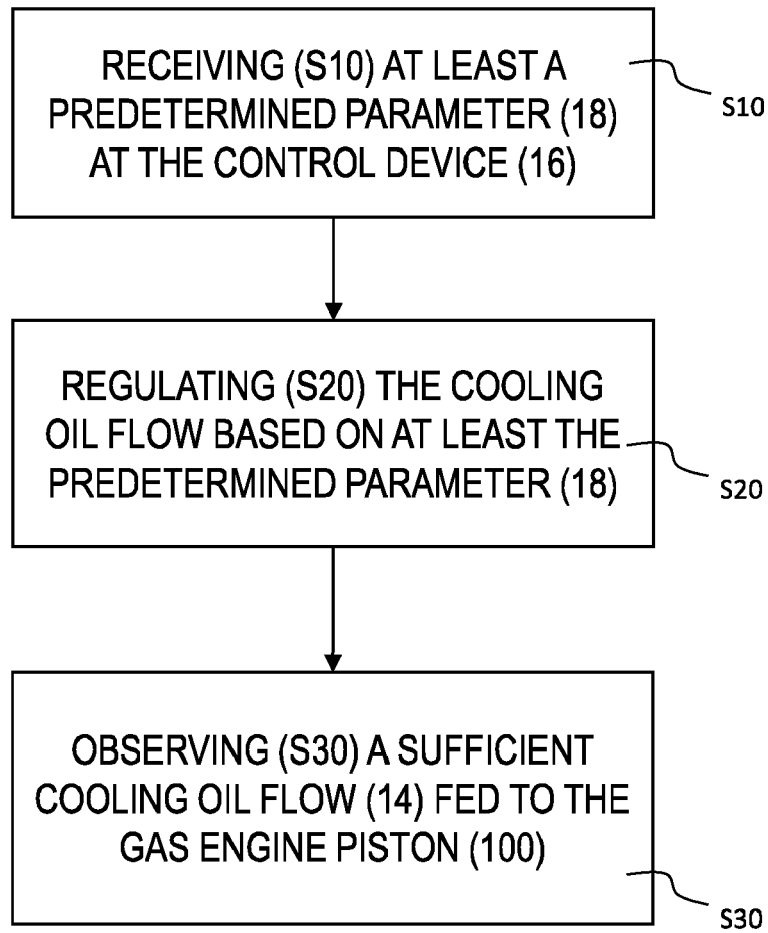 RECEIVING (S10) AT LEAST A
PREDETERMINED PARAMETER (18)
AT THE CONTROL DEVICE (16)
S10
REGULATING (S20) THE COOLING
OIL FLOW BASED ON AT LEAST THE
PREDETERMINED PARAMETER (18)
S20
OBSERVING (S30) A SUFFICIENT
COOLING OIL FLOW (14) FED TO THE
GAS ENGINE PISTON (100)
S30